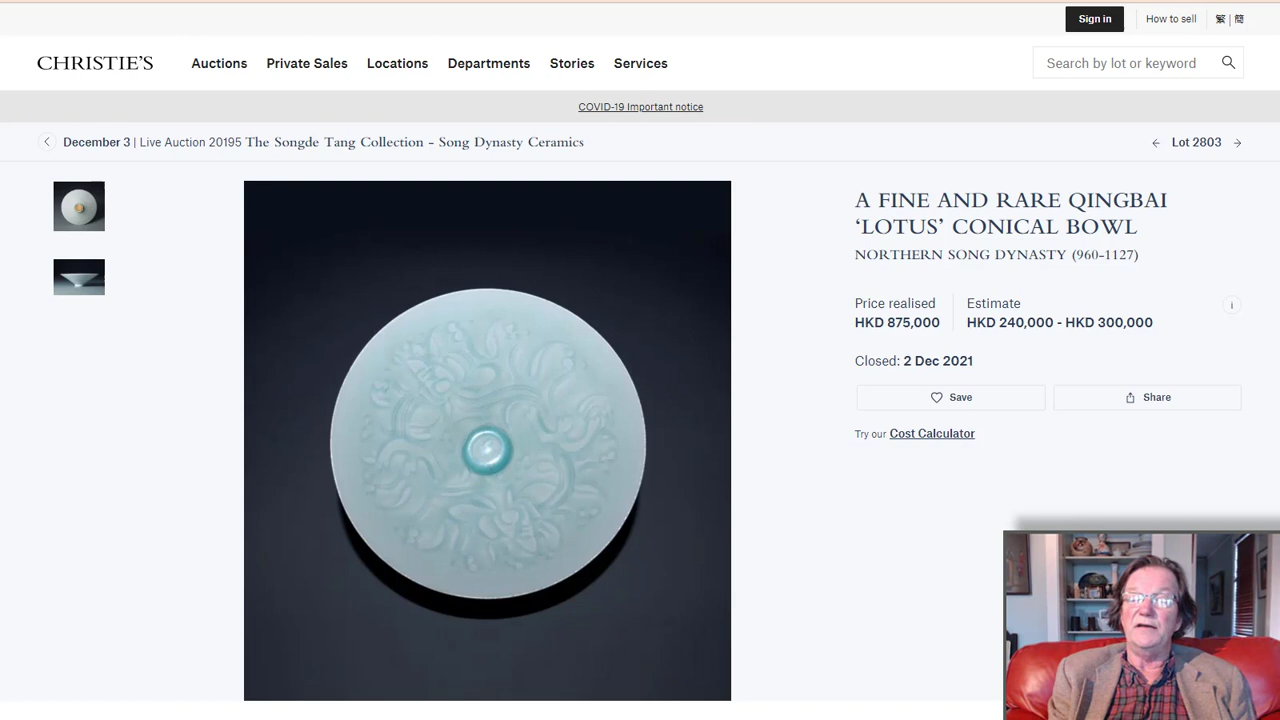 Sign in
How to sell
繁 | 簡
CHRISTIE'S
Auctions
Private Sales
Locations
Departments
Stories
Services
Search by lot or keyword
COVID-19 Important notice
December 3 | Live Auction 20195 The Songde Tang Collection - Song Dynasty Ceramics
Lot 2803
A FINE AND RARE QINGBAI
‘LOTUS’ CONICAL BOWL
NORTHERN SONG DYNASTY (960-1127)
Price realised
HKD 875,000
Estimate
HKD 240,000 - HKD 300,000
i
Closed: 2 Dec 2021
Save
Share
Try our Cost Calculator